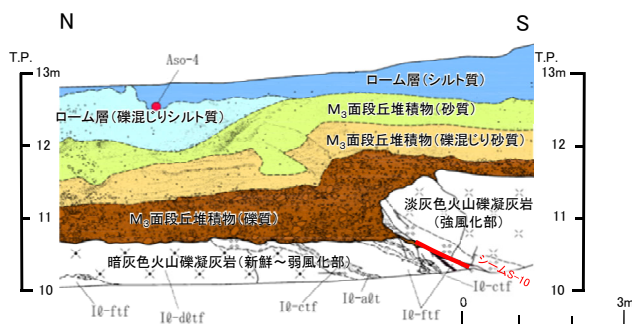 N
S
T.P.
T.P.
Aso-4
13m
13m
ローム層(シルト質)
ローム層(礫混じりシルト質)
M₃面段丘堆積物(砂質)
12
M₃面段丘堆積物(礫混じり砂質)
12
淡灰色火山礫凝灰岩
(強風化部)
11
M₃面段丘堆積物(礫質)
11
暗灰色火山礫凝灰岩(新鮮～弱風化部)
シームS-10
10
10
Iℓ-ftf
Iℓ-dℓtf
Iℓ-ctf
Iℓ-aℓt
Iℓ-ftf
Iℓ-ctf
0
3m